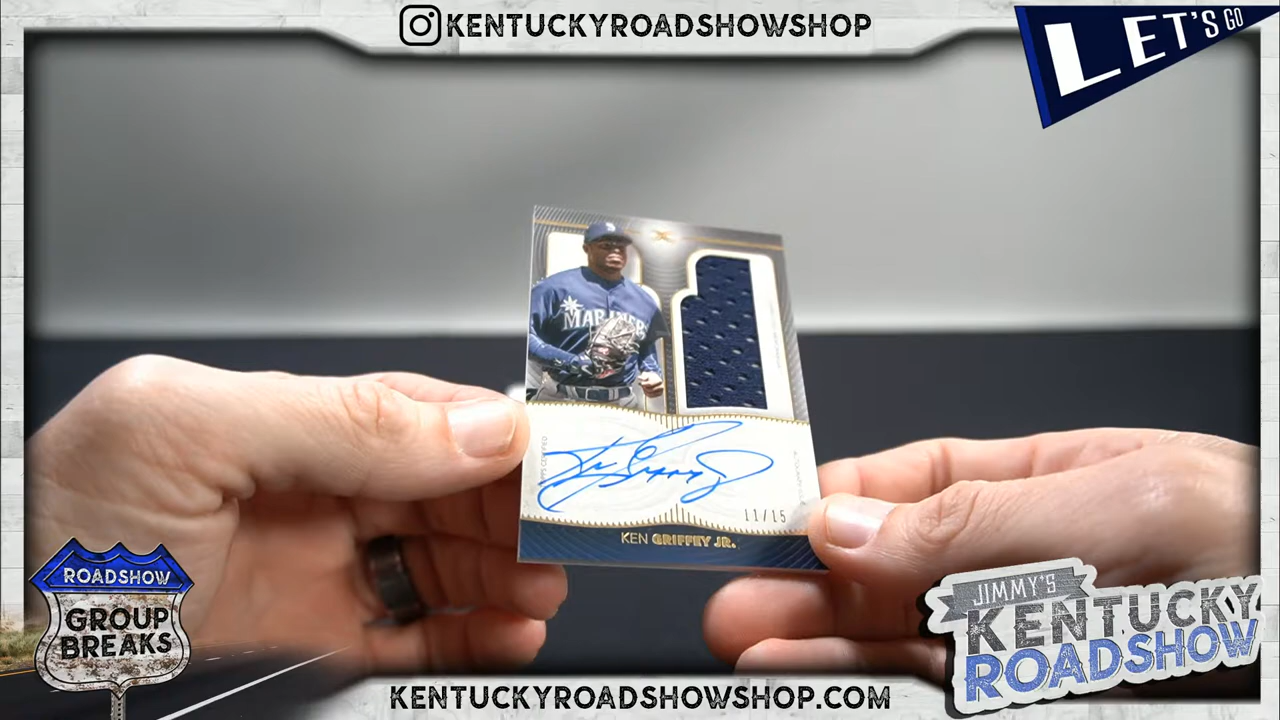 KENTUCKYROADSHOWSHOP
LET'S GO
MARINERS
11/15
KEN GRIFFEY JR.
ROADSHOW
GROUP
BREAKS
JIMMY'S
KENTUCKY
ROADSHOW
KENTUCKYROADSHOWSHOP.COM